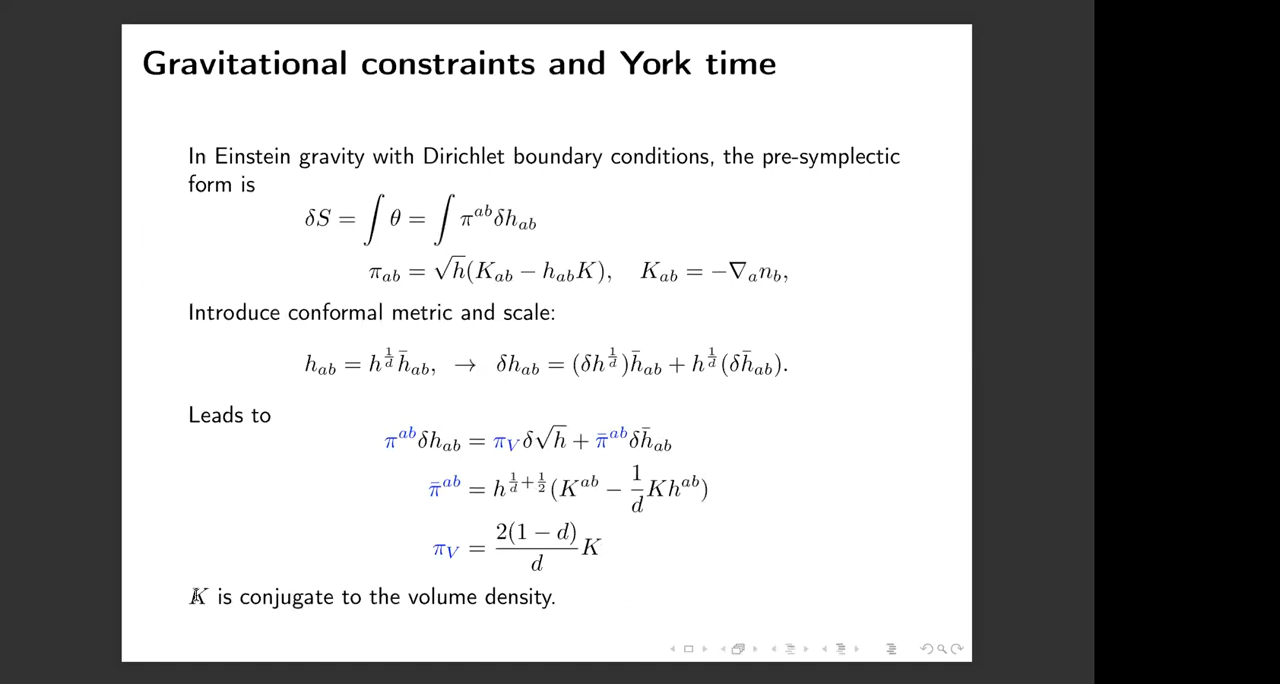 Gravitational constraints and York time
In Einstein gravity with Dirichlet boundary conditions, the pre-symplectic
form is
δS = ∫ θ = ∫ π^{ab} δh_{ab}
π_{ab} = √h(K_{ab} − h_{ab}K),   K_{ab} = −∇_a n_b,
Introduce conformal metric and scale:
h_{ab} = h^{1/d} h̄_{ab},   →   δh_{ab} = (δh^{1/d})h̄_{ab} + h^{1/d}(δh̄_{ab}).
Leads to
π^{ab}δh_{ab} = π_V δ√h + π̄^{ab}δh̄_{ab}
π̄^{ab} = h^{1/d + 1/2}(K^{ab} − 1/d Kh^{ab})
π_V = 2(1 − d)/d K
K is conjugate to the volume density.